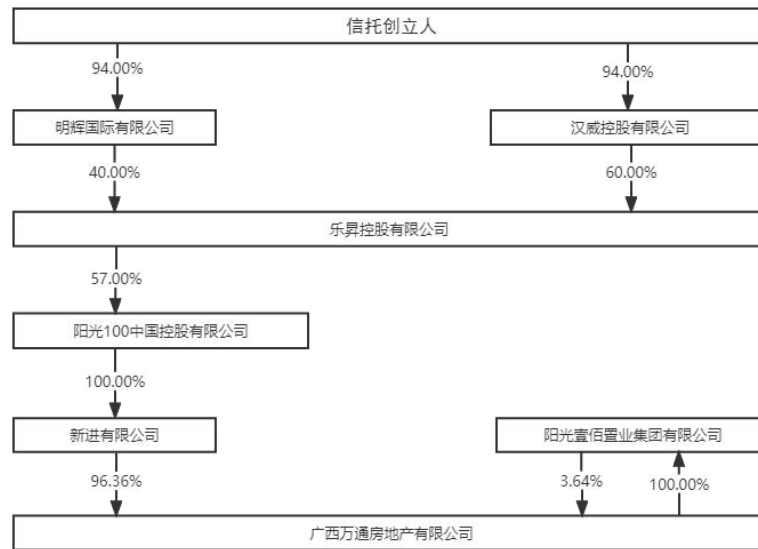 信托创立人
94.00%
94.00%
明辉国际有限公司
汉威控股有限公司
40.00%
60.00%
乐昇控股有限公司
57.00%
阳光100中国控股有限公司
100.00%
新进有限公司
阳光壹佰置业集团有限公司
96.36%
3.64%
100.00%
广西万通房地产有限公司